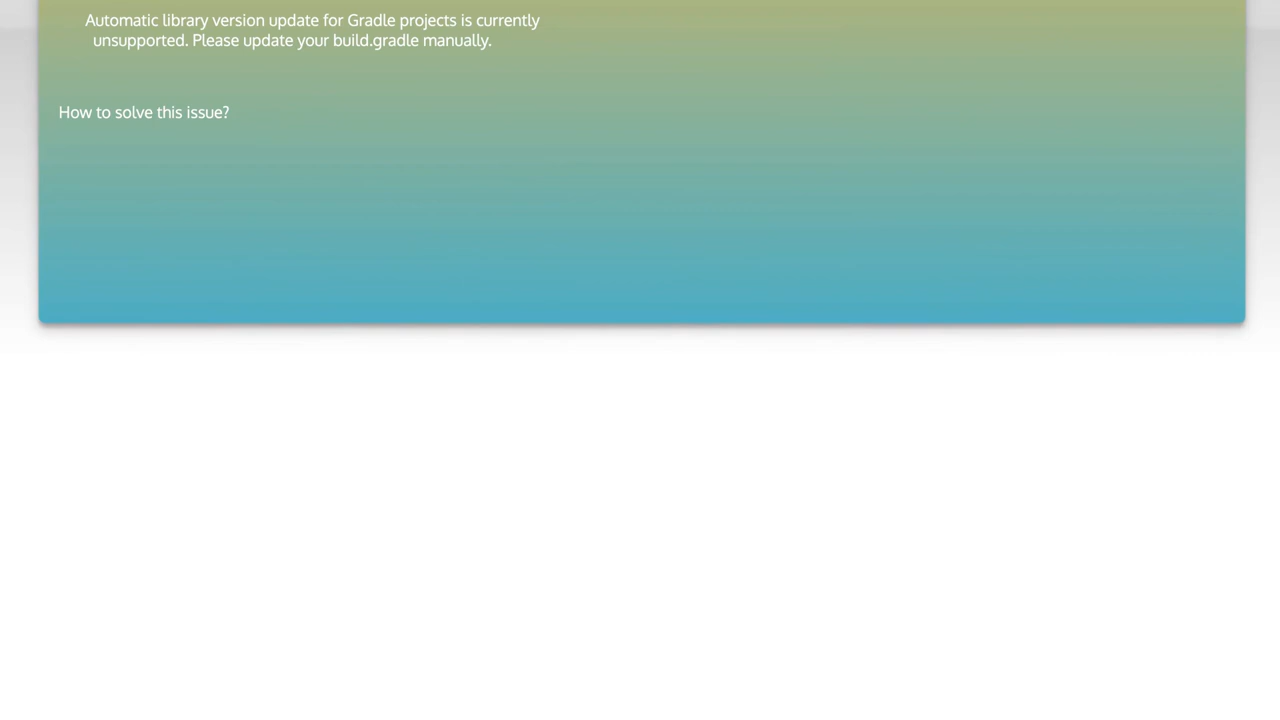 Automatic library version update for Gradle projects is currently
unsupported. Please update your build.gradle manually.
How to solve this issue?